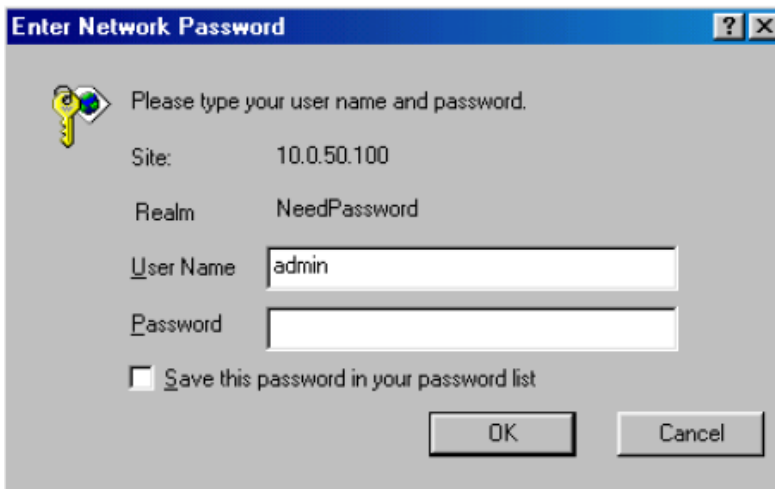 Enter Network Password
Please type your user name and password.
Site: 10.0.50.100
Realm NeedPassword
User Name admin
Password
Save this password in your password list
OK Cancel